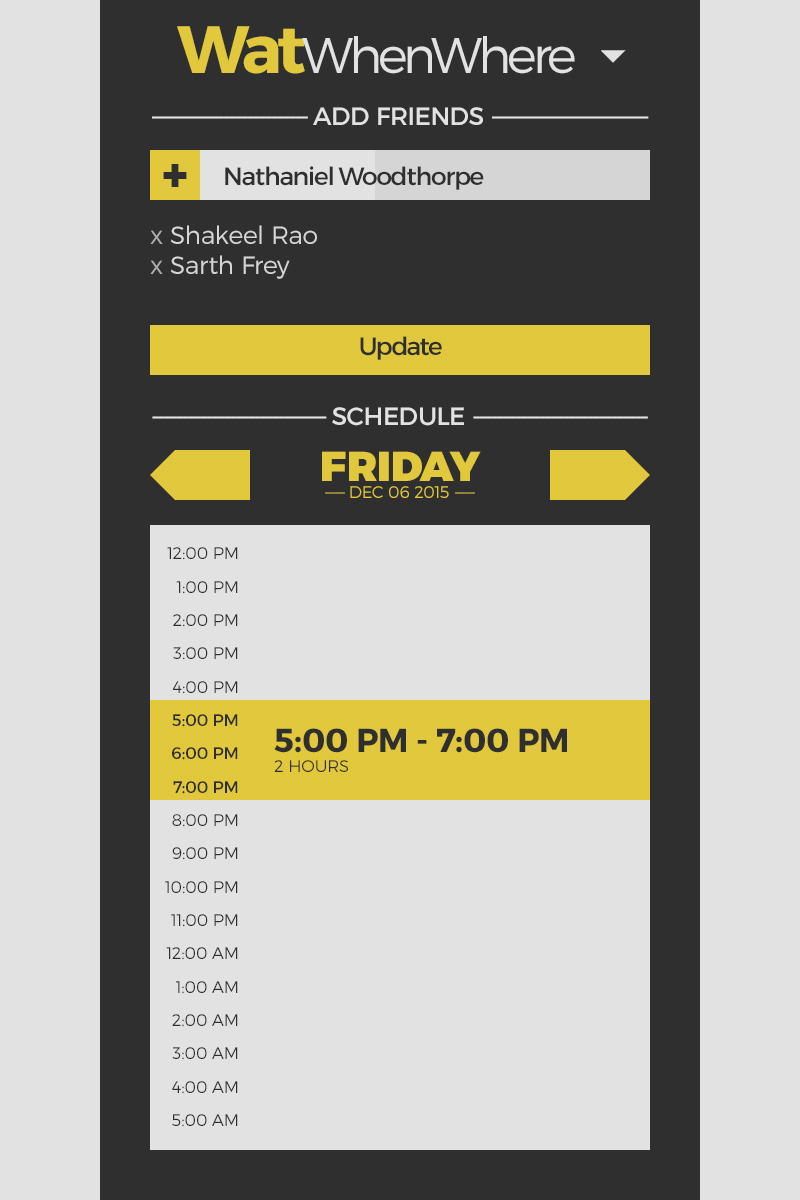 WatWhenWhere
ADD FRIENDS
Nathaniel Woodthorpe
x Shakeel Rao
x Sarth Frey
Update
SCHEDULE
FRIDAY
— DEC 06 2015 —
12:00 PM
1:00 PM
2:00 PM
3:00 PM
4:00 PM
5:00 PM
6:00 PM
7:00 PM
5:00 PM - 7:00 PM
2 HOURS
8:00 PM
9:00 PM
10:00 PM
11:00 PM
12:00 AM
1:00 AM
2:00 AM
3:00 AM
4:00 AM
5:00 AM